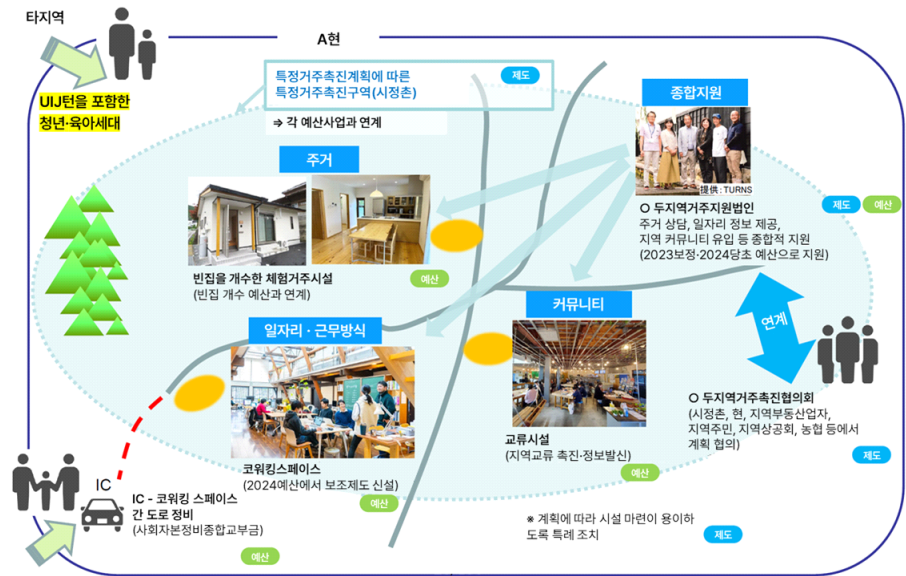 타지역
A현
UIJ턴을 포함한
청년·육아세대
특정거주촉진계획에 따른
특정거주촉진구역(시정촌)
제도
⇒ 각 예산사업과 연계
주거
빈집을 개수한 체험거주시설
(빈집 개수 예산과 연계)
예산
종합지원
提供：TURNS
○ 두지역거주지원법인
주거 상담, 일자리 정보 제공,
지역 커뮤니티 유입 등 종합적 지원
(2023보정·2024당초 예산으로 지원)
제도
예산
일자리 · 근무방식
코워킹스페이스
(2024예산에서 보조제도 신설)
예산
커뮤니티
교류시설
(지역교류 촉진·정보발신)
예산
연계
○ 두지역거주촉진협의회
(시정촌, 현, 지역부동산업자,
지역주민, 지역상공회, 농협 등에서
계획 협의)
제도
IC
IC - 코워킹 스페이스
간 도로 정비
(사회자본정비종합교부금)
예산
※ 계획에 따라 시설 마련이 용이하
도록 특례 조치
제도